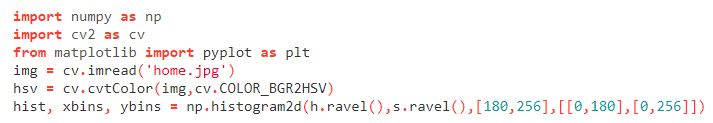 import numpy as np
import cv2 as cv
from matplotlib import pyplot as plt
img = cv.imread('home.jpg')
hsv = cv.cvtColor(img,cv.COLOR_BGR2HSV)
hist, xbins, ybins = np.histogram2d(h.ravel(),s.ravel(),[180,256],[[0,180],[0,256]])